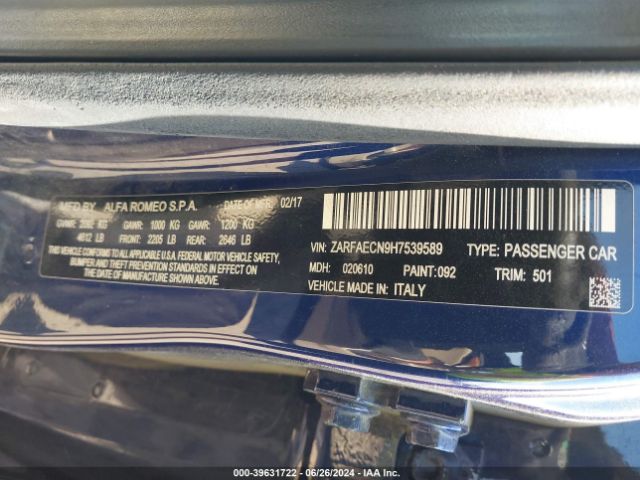 MFD BY ALFA ROMEO S.P.A. DATE OF MFR 02/17
KG GAWR: 1000 KG GAWR: 1200 KG
4812 LB FRONT: 2205 LB REAR: 2646 LB
THIS VEHICLE CONFORMS TO ALL APPLICABLE FEDERAL MOTOR VEHICLE SAFETY,
BUMPER AND THEFT PREVENTION STANDARDS IN EFFECT ON THE DATE OF
MANUFACTURE SHOWN ABOVE.
VIN: ZARFAECN9H7539589 TYPE: PASSENGER CAR
MDH: 020610 PAINT: 092 TRIM: 501
VEHICLE MADE IN: ITALY
000-39631722 - 06/26/2024 - IAA Inc.